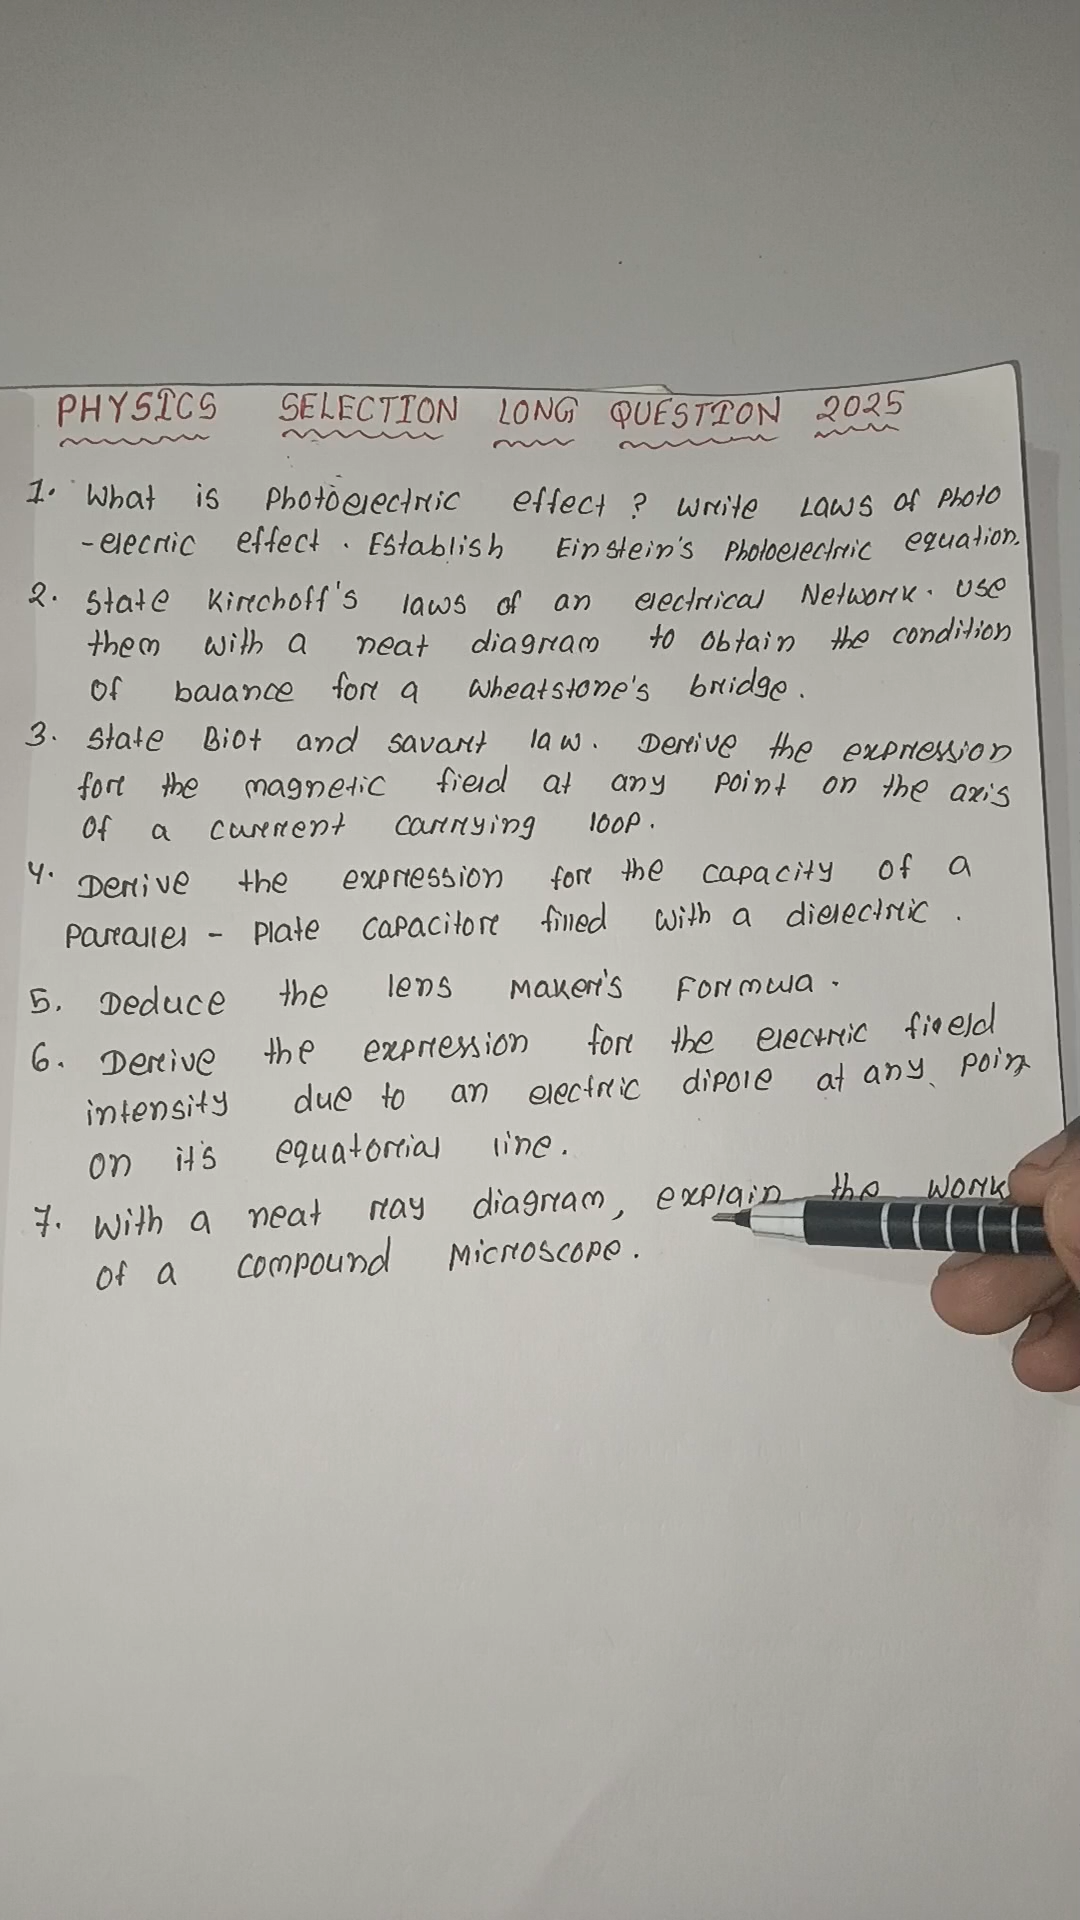 PHYSICS SELECTION LONG QUESTION 2025
1. What is Photoelectric effect ? Write Laws of Photo
-elecric effect. Establish Einstein's Photoelectric equation.
2. State Kirchoff's laws of an electrical Network. Use
them with a neat diagram to obtain the condition
of balance for a Wheatstone's bridge.
3. State Biot and savart law. Derive the expression
for the magnetic field at any point on the axis
of a current carrying loop.
4. Derive the expression for the capacity of a
Parallel - Plate capacitor filled with a dielectric.
5. Deduce the lens Maker's Formula.
6. Derive the expression for the electric field
intensity due to an electric dipole at any point
on it's equatorial line.
7. With a neat ray diagram, explain the work
of a compound Microscope.